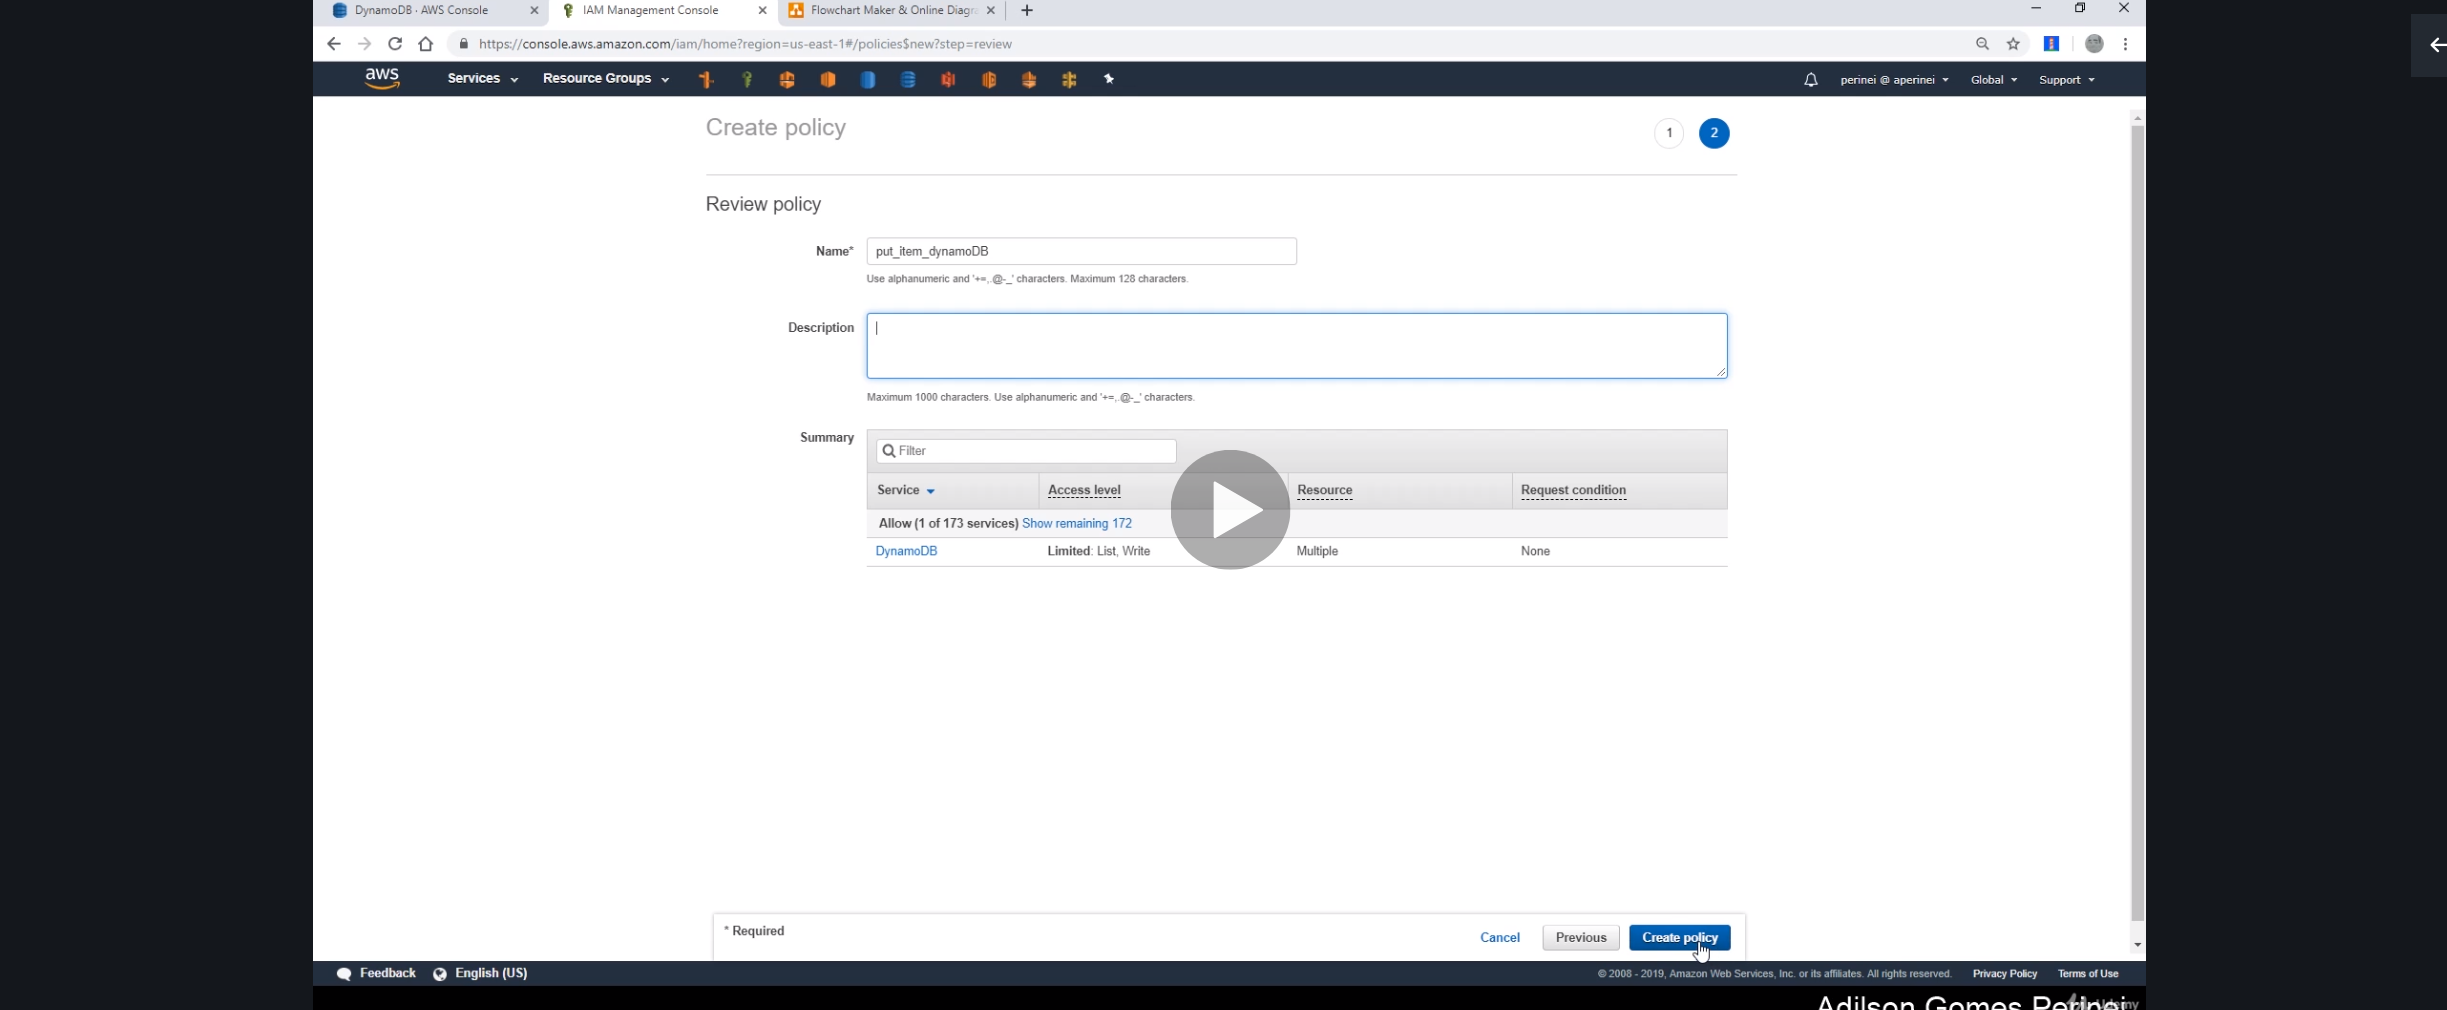 DynamoDB · AWS Console
IAM Management Console
Flowchart Maker & Online Diagra
https://console.aws.amazon.com/iam/home?region=us-east-1#/policies$new?step=review
aws
Services
Resource Groups
perinei @ aperinei
Global
Support
Create policy
1
2
Review policy
Name*
put_item_dynamoDB
Use alphanumeric and '+=,.@-_' characters. Maximum 128 characters.
Description
Maximum 1000 characters. Use alphanumeric and '+=,.@-_' characters.
Summary
Filter
Service
Access level
Resource
Request condition
Allow (1 of 173 services) Show remaining 172
DynamoDB
Limited: List, Write
Multiple
None
* Required
Cancel
Previous
Create policy
Feedback
English (US)
© 2008 - 2019, Amazon Web Services, Inc. or its affiliates. All rights reserved.
Privacy Policy
Terms of Use
Adilson Gomes Perinei
Udemy